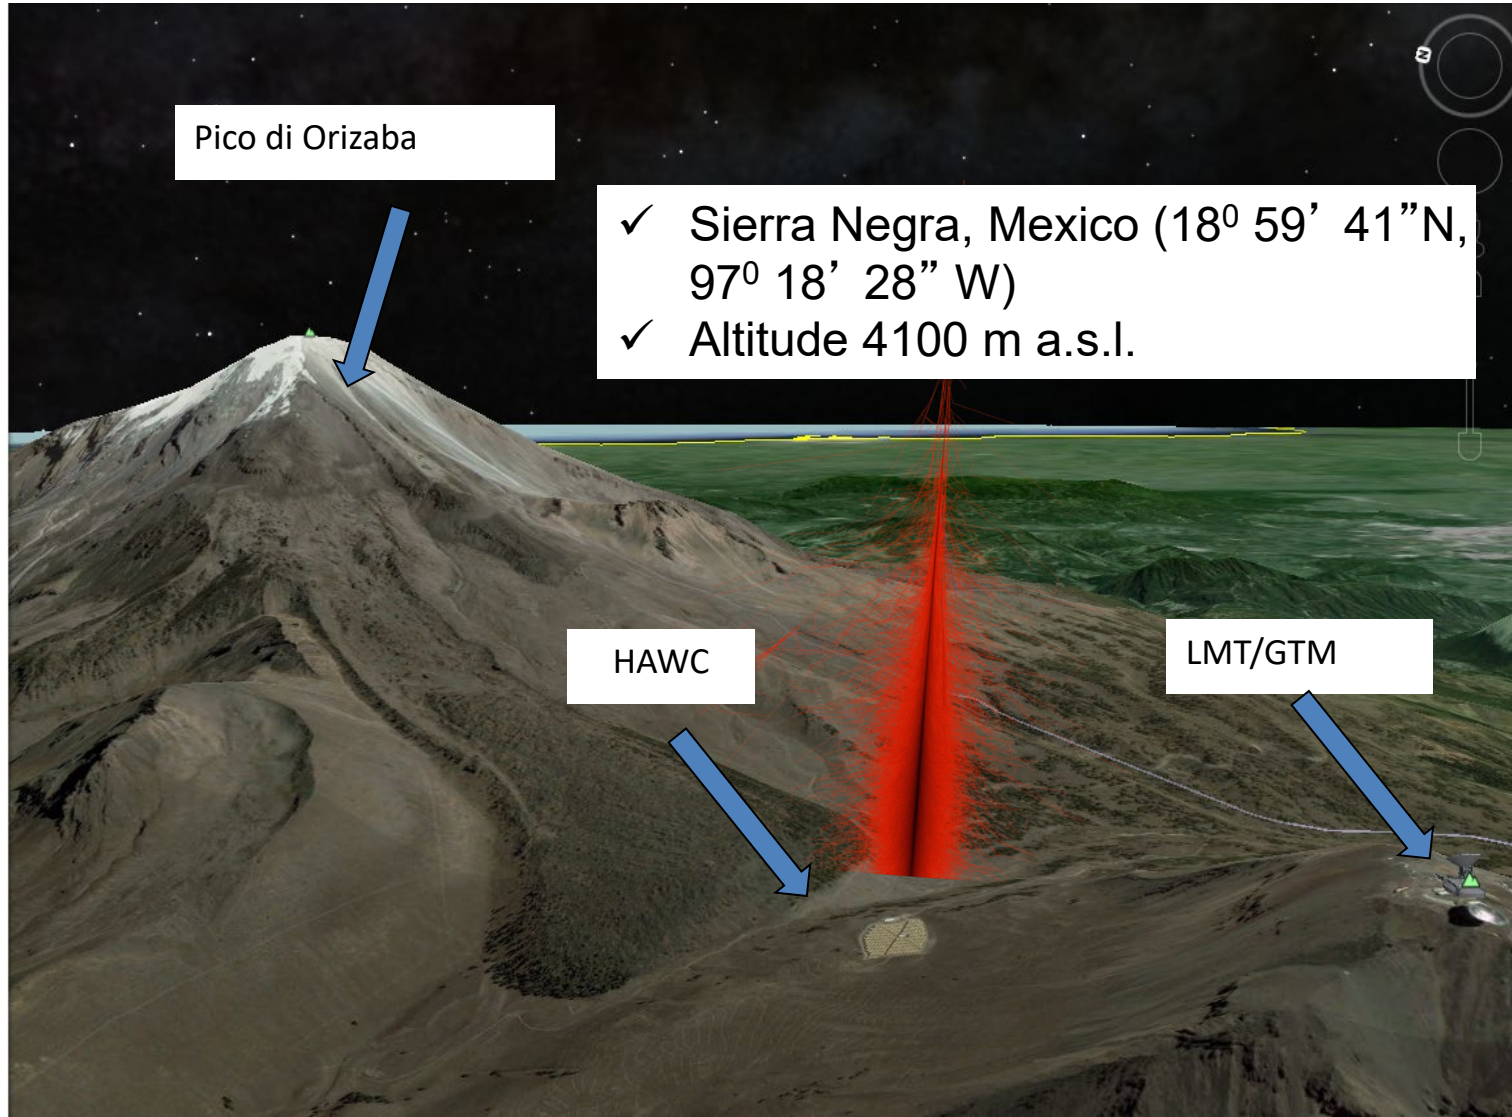 Pico di Orizaba
✓ Sierra Negra, Mexico (18⁰ 59’ 41”N,
97⁰ 18’ 28” W)
✓ Altitude 4100 m a.s.l.
HAWC
LMT/GTM